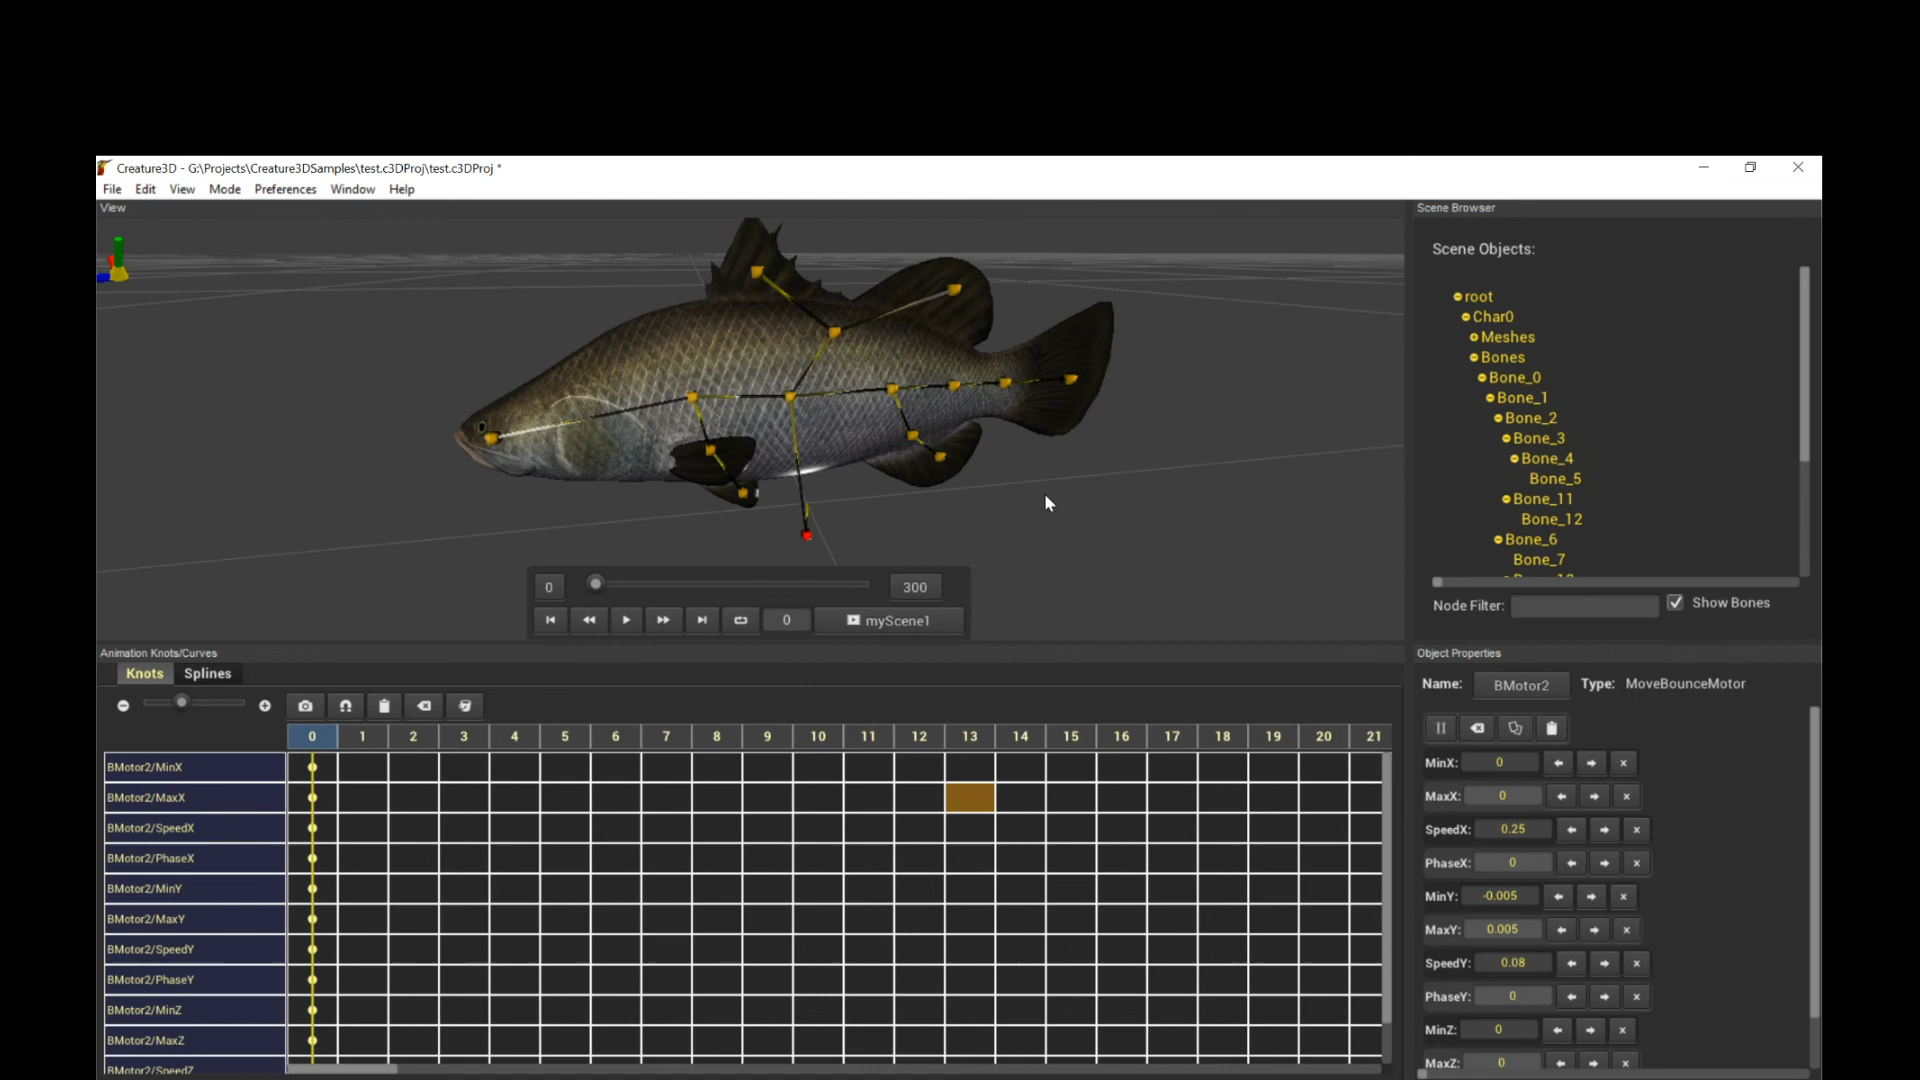 Creature3D - G:\Projects\Creature3DSamples\test.c3DProj\test.c3DProj *
File Edit View Mode Preferences Window Help
View
Scene Browser
Scene Objects:
root
Char0
Meshes
Bones
Bone_0
Bone_1
Bone_2
Bone_3
Bone_4
Bone_5
Bone_11
Bone_12
Bone_6
Bone_7
Node Filter: Show Bones
0 300
0 myScene1
Animation Knots/Curves
Knots Splines
0 1 2 3 4 5 6 7 8 9 10 11 12 13 14 15 16 17 18 19 20 21
BMotor2/MinX
BMotor2/MaxX
BMotor2/SpeedX
BMotor2/PhaseX
BMotor2/MinY
BMotor2/MaxY
BMotor2/SpeedY
BMotor2/PhaseY
BMotor2/MinZ
BMotor2/MaxZ
BMotor2/SpeedZ
Object Properties
Name: BMotor2 Type: MoveBounceMotor
MinX: 0
MaxX: 0
SpeedX: 0.25
PhaseX: 0
MinY: -0.005
MaxY: 0.005
SpeedY: 0.08
PhaseY: 0
MinZ: 0
MaxZ: 0